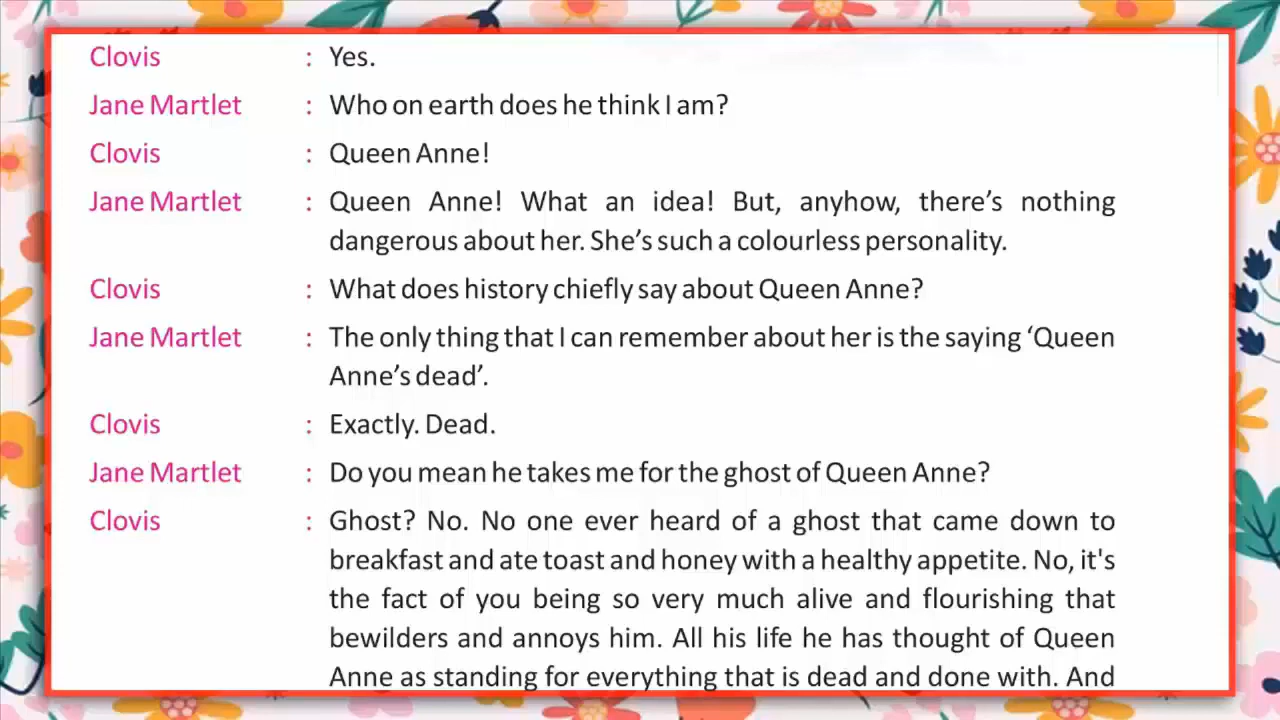 Clovis : Yes.
Jane Martlet : Who on earth does he think I am?
Clovis : Queen Anne!
Jane Martlet : Queen Anne! What an idea! But, anyhow, there’s nothing
dangerous about her. She’s such a colourless personality.
Clovis : What does history chiefly say about Queen Anne?
Jane Martlet : The only thing that I can remember about her is the saying ‘Queen
Anne’s dead’.
Clovis : Exactly. Dead.
Jane Martlet : Do you mean he takes me for the ghost of Queen Anne?
Clovis : Ghost? No. No one ever heard of a ghost that came down to
breakfast and ate toast and honey with a healthy appetite. No, it's
the fact of you being so very much alive and flourishing that
bewilders and annoys him. All his life he has thought of Queen
Anne as standing for everything that is dead and done with. And